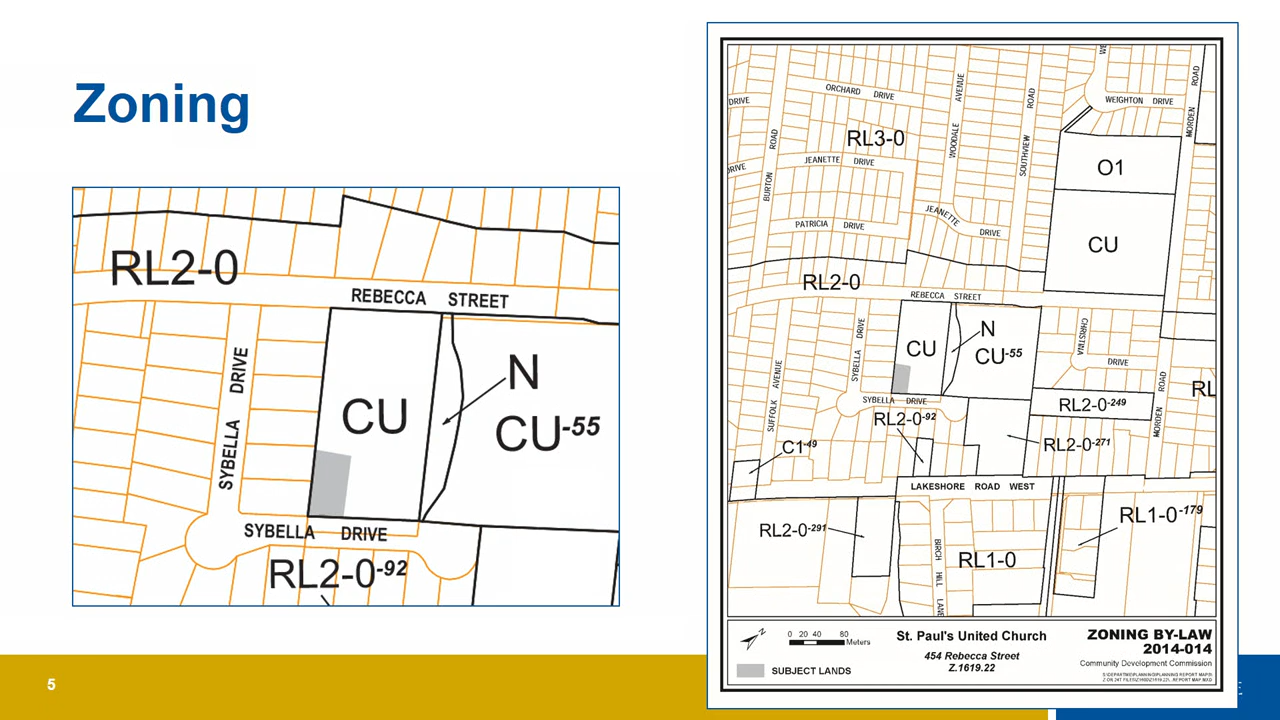 Zoning
RL2-0
REBECCA STREET
SYBELLA DRIVE
CU
N
CU-55
SYBELLA DRIVE
RL2-0-92
5
DRIVE
ORCHARD DRIVE
AVENUE
ROAD
WE
WEIGHTON DRIVE
ROAD
MORDEN
RL3-0
WOODALE
SOUTHVIEW
ROAD
BURTON
JEANETTE DRIVE
O1
JEANETTE
DRIVE
PATRICIA DRIVE
CU
RL2-0
REBECCA STREET
SYBELLA DRIVE
CU
N
CU-55
CHRISTINA
DRIVE
SUFFOLK AVENUE
SYBELLA DRIVE
RL2-0-92
RL2-0-249
RL
MORDEN ROAD
C1-49
RL2-0-271
LAKESHORE ROAD WEST
RL2-0-291
BIRCH HILL LANE
RL1-0
RL1-0-179
N
0 20 40 80
Meters
SUBJECT LANDS
St. Paul's United Church
454 Rebecca Street
Z.1619.22
ZONING BY-LAW
2014-014
Community Development Commission